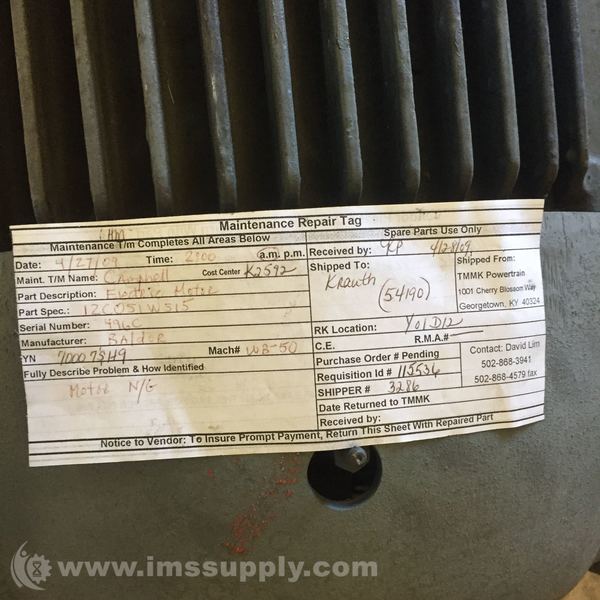 Maintenance Repair Tag
Maintenance T/m Completes All Areas Below
Date: 4/27/09 Time: 2:00 a.m. p.m.
Maint. T/M Name: Campbell Cost Center K2592
Part Description: Electric Motor
Part Spec.:
Serial Number:
Manufacturer: Baldor
YN Mach# WB-50
Fully Describe Problem & How Identified
Motor N/G
Spare Parts Use Only
Received by: RP 4/28/09
Shipped To:
Krauth
(54190)
Shipped From:
TMMK Powertrain
1001 Cherry Blossom Way
Georgetown, KY 40324
RK Location: Y01D12
C.E. R.M.A.#
Purchase Order # Pending
Requisition Id # 115536
SHIPPER # 3286
Contact: David Lim
502-868-3941
502-868-4579 fax
Date Returned to TMMK
Received by:
Notice to Vendor: To Insure Prompt Payment, Return This Sheet With Repaired Part
www.imssupply.com